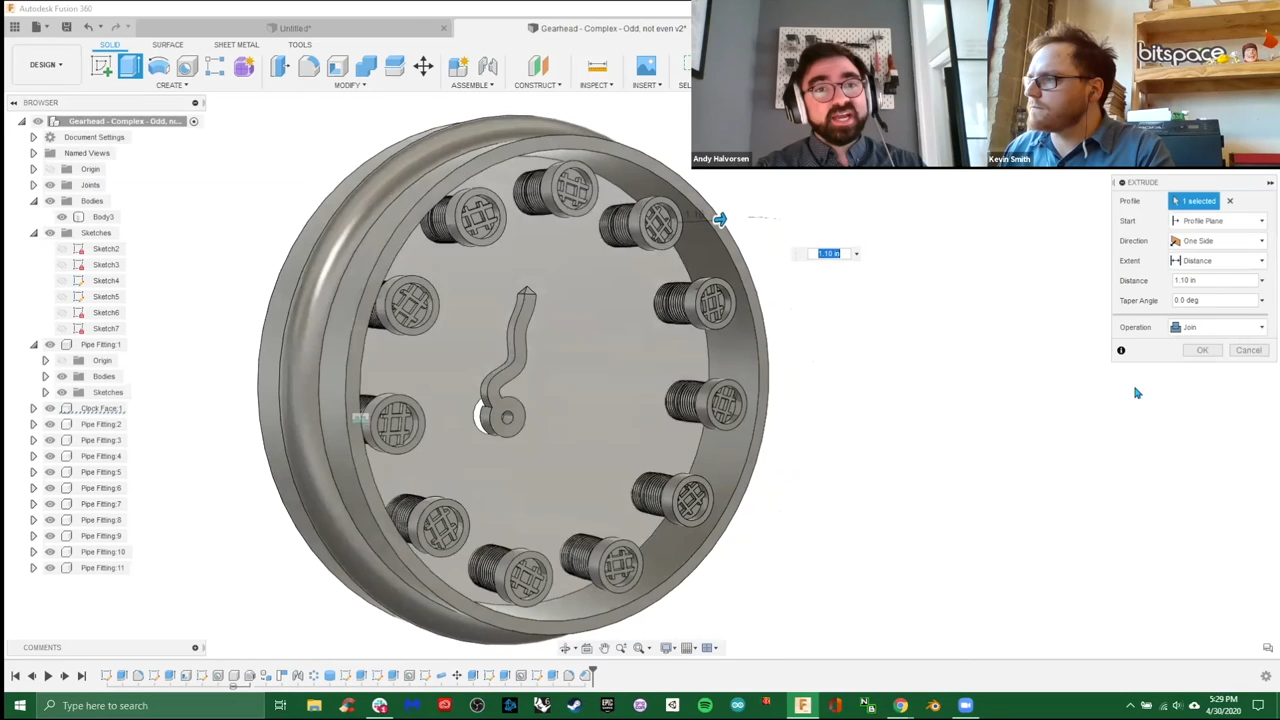 Autodesk Fusion 360
Untitled*
Gearhead - Complex - Odd, not even v2*
DESIGN
SOLID
SURFACE
SHEET METAL
TOOLS
CREATE
MODIFY
ASSEMBLE
CONSTRUCT
INSPECT
INSERT
SEL
BROWSER
Gearhead - Complex - Odd, no...
Document Settings
Named Views
Origin
Joints
Bodies
Body3
Sketches
Sketch2
Sketch3
Sketch4
Sketch5
Sketch6
Sketch7
Pipe Fitting:1
Origin
Bodies
Sketches
Clock Face:1
Pipe Fitting:2
Pipe Fitting:3
Pipe Fitting:4
Pipe Fitting:5
Pipe Fitting:6
Pipe Fitting:7
Pipe Fitting:8
Pipe Fitting:9
Pipe Fitting:10
Pipe Fitting:11
COMMENTS
1.10
1.10 in
bitspace
Andy Halvorsen
Kevin Smith
EXTRUDE
Profile
1 selected
Start
Profile Plane
Direction
One Side
Extent
Distance
Distance
1.10 in
Taper Angle
0.0 deg
Operation
Join
OK
Cancel
Type here to search
5:29 PM
4/30/2020